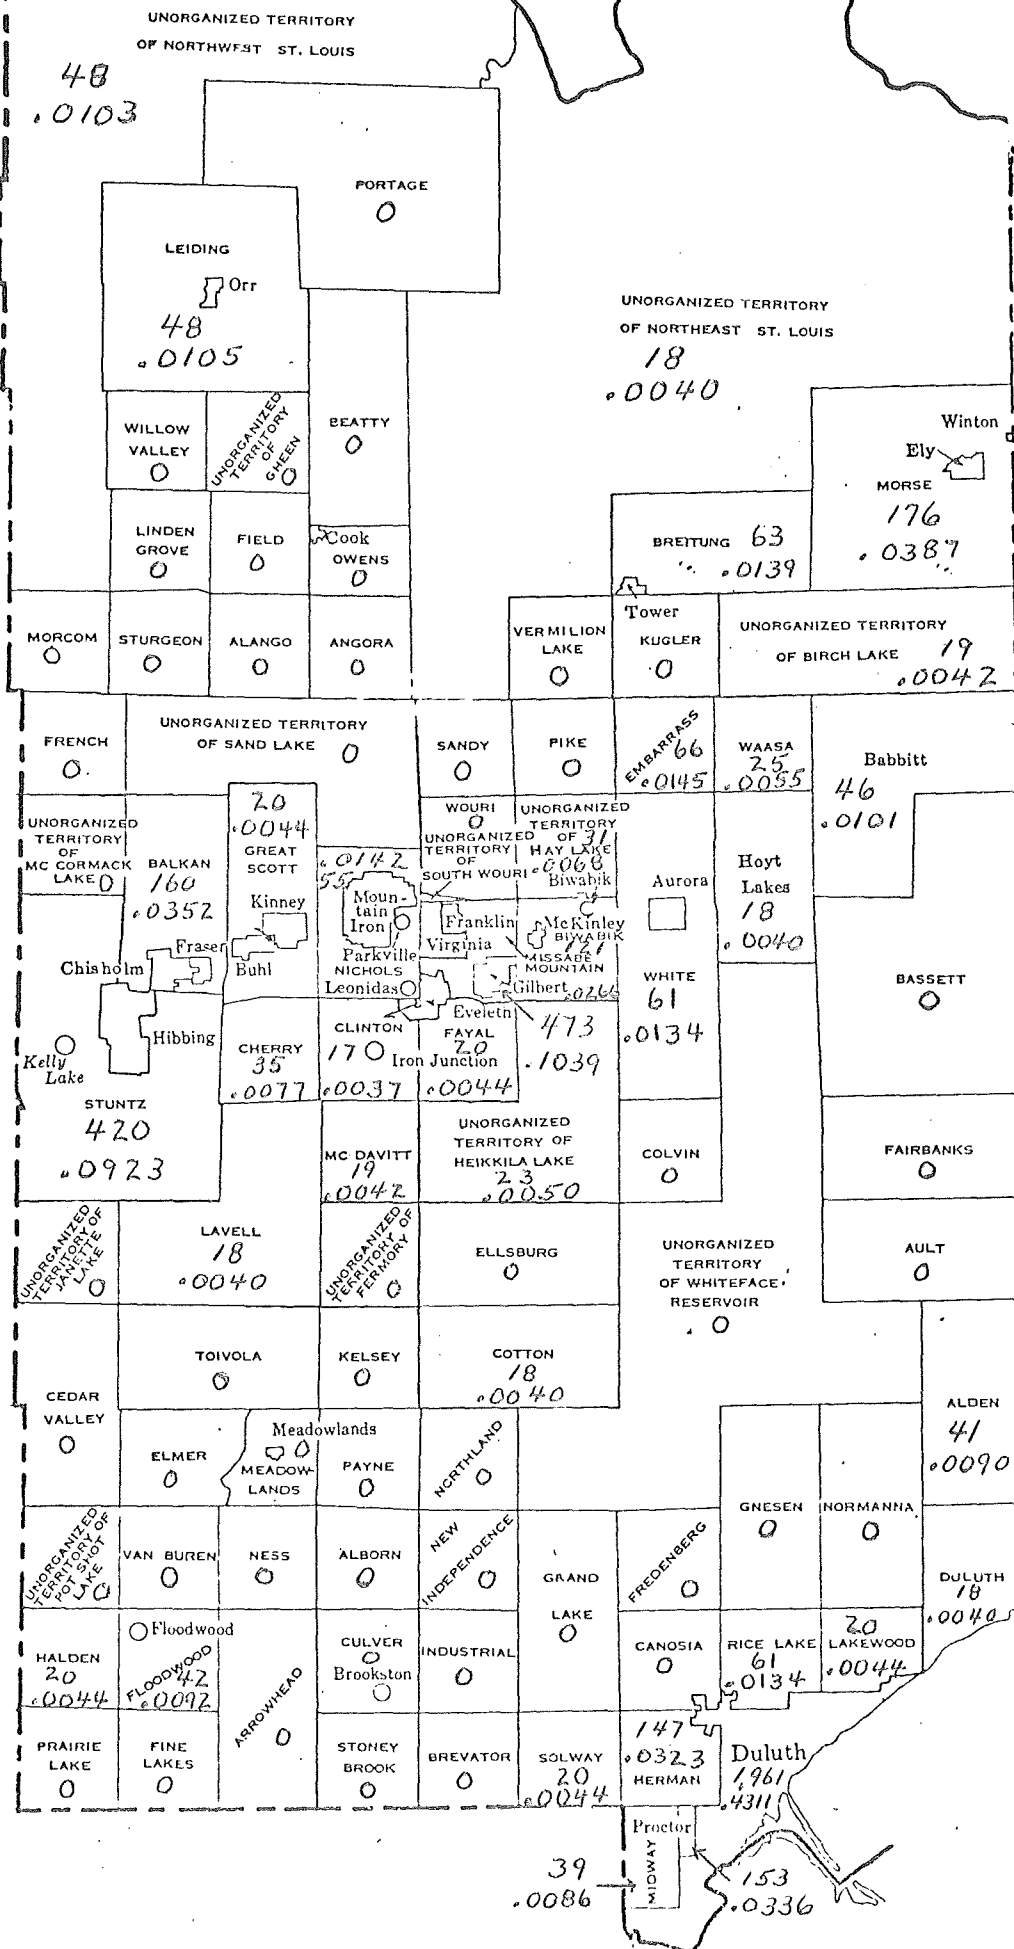 UNORGANIZED TERRITORY
OF NORTHWEST ST. LOUIS
48
.0103
PORTAGE
0
LEIDING
Orr
48
.0105
UNORGANIZED TERRITORY
OF NORTHEAST ST. LOUIS
18
.0040
WILLOW
VALLEY
0
UNORGANIZED
TERRITORY
OF
GHEEN
0
BEATTY
0
Winton
Ely
MORSE
176
.0387
LINDEN
GROVE
0
FIELD
0
Cook
OWENS
0
BREITUNG 63
.0139
MORCOM
0
STURGEON
0
ALANGO
0
ANGORA
0
VERMILION
LAKE
0
Tower
KUGLER
0
UNORGANIZED TERRITORY
OF BIRCH LAKE 19
.0042
FRENCH
0
UNORGANIZED TERRITORY
OF SAND LAKE 0
SANDY
0
PIKE
0
EMBARRASS
66
.0145
WAASA
25
.0055
Babbitt
46
.0101
UNORGANIZED
TERRITORY
OF
MC CORMACK
LAKE 0
BALKAN
160
.0352
20
.0044
GREAT
SCOTT
Kinney
Buhl
Fraser
Chisholm
.0142
55
Moun-
tain
Iron
Parkville
NICHOLS
Leonidas
WOURI
0
UNORGANIZED
TERRITORY
OF
SOUTH WOURI
UNORGANIZED
TERRITORY
OF 31
HAY LAKE
.0068
Biwabik
Franklin
Virginia
McKinley
BIWABIK
121
MISSABE
MOUNTAIN
Gilbert .0266
Eveleth
473
.1039
Aurora
WHITE
61
.0134
Hoyt
Lakes
18
.0040
BASSETT
0
Hibbing
Kelly
Lake
STUNTZ
420
.0923
CHERRY
35
.0077
CLINTON
17
.0037
FAYAL
20
Iron Junction
.0044
MC DAVITT
19
.0042
UNORGANIZED
TERRITORY OF
HEIKKILA LAKE
23
.0050
COLVIN
0
FAIRBANKS
0
UNORGANIZED
TERRITORY OF
JANETTE
LAKE
0
LAVELL
18
.0040
UNORGANIZED
TERRITORY OF
FERMORY
0
ELLSBURG
0
UNORGANIZED
TERRITORY
OF WHITEFACE
RESERVOIR
0
AULT
0
CEDAR
VALLEY
0
TOIVOLA
0
KELSEY
0
COTTON
18
.0040
ALDEN
41
.0090
ELMER
0
Meadowlands
0
MEADOW-
LANDS
PAYNE
0
NORTHLAND
0
GNESEN
0
NORMANNA
0
UNORGANIZED
TERRITORY OF
POT SHOT
LAKE
0
VAN BUREN
0
NESS
0
ALBORN
0
NEW
INDEPENDENCE
0
GRAND
LAKE
0
FREDENBERG
0
DULUTH
18
.0040
HALDEN
20
.0044
Floodwood
FLOODWOOD
42
.0092
ARROWHEAD
0
CULVER
0
Brookston
INDUSTRIAL
0
CANOSIA
0
RICE LAKE
61
.0134
20
LAKEWOOD
.0044
PRAIRIE
LAKE
0
FINE
LAKES
0
STONEY
BROOK
0
BREVATOR
0
SOLWAY
20
.0044
147
.0323
HERMAN
Duluth
1,961
.4311
Proctor
MIDWAY
39
.0086
153
.0336